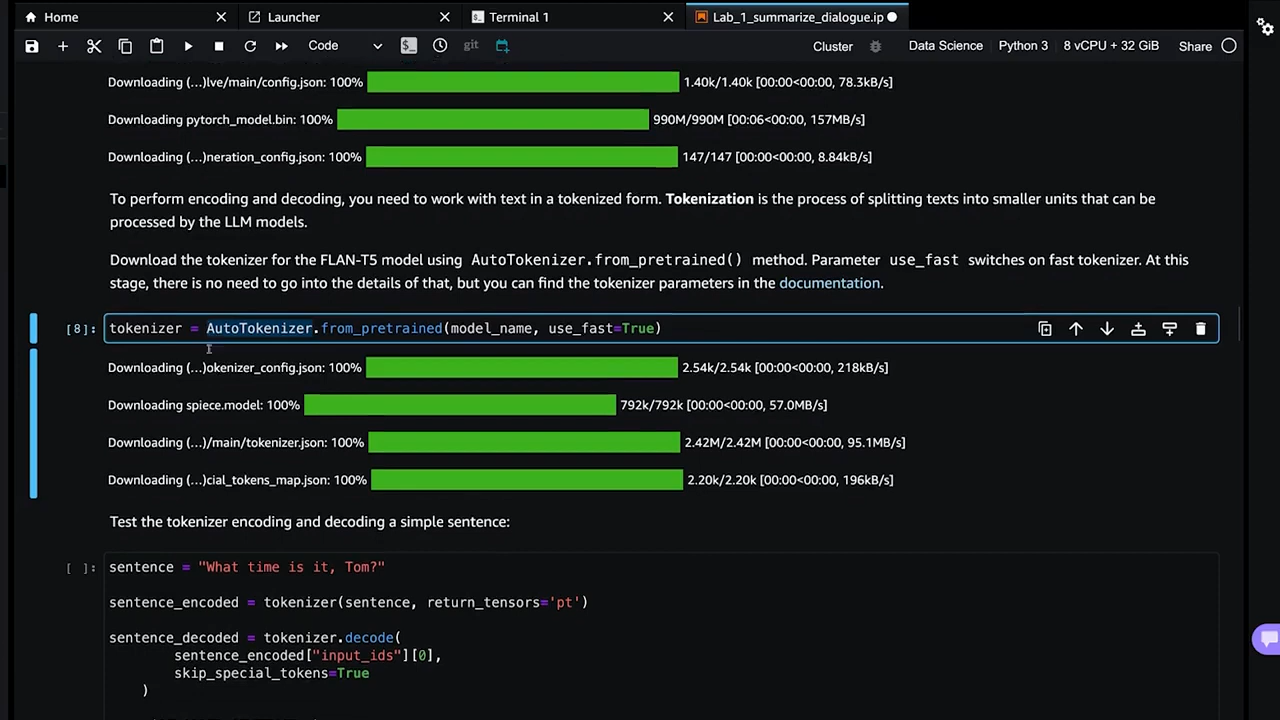 Home
Launcher
Terminal 1
Lab_1_summarize_dialogue.ip
Code
git
Cluster
Data Science
Python 3
8 vCPU + 32 GiB
Share
Downloading (…)lve/main/config.json: 100% 1.40k/1.40k [00:00<00:00, 78.3kB/s]
Downloading pytorch_model.bin: 100% 990M/990M [00:06<00:00, 157MB/s]
Downloading (…)neration_config.json: 100% 147/147 [00:00<00:00, 8.84kB/s]
To perform encoding and decoding, you need to work with text in a tokenized form. Tokenization is the process of splitting texts into smaller units that can be
processed by the LLM models.
Download the tokenizer for the FLAN-T5 model using AutoTokenizer.from_pretrained() method. Parameter use_fast switches on fast tokenizer. At this
stage, there is no need to go into the details of that, but you can find the tokenizer parameters in the documentation.
[8]: tokenizer = AutoTokenizer.from_pretrained(model_name, use_fast=True)
Downloading (…)okenizer_config.json: 100% 2.54k/2.54k [00:00<00:00, 218kB/s]
Downloading spiece.model: 100% 792k/792k [00:00<00:00, 57.0MB/s]
Downloading (…)/main/tokenizer.json: 100% 2.42M/2.42M [00:00<00:00, 95.1MB/s]
Downloading (…)cial_tokens_map.json: 100% 2.20k/2.20k [00:00<00:00, 196kB/s]
Test the tokenizer encoding and decoding a simple sentence:
[ ]: sentence = "What time is it, Tom?"
sentence_encoded = tokenizer(sentence, return_tensors='pt')
sentence_decoded = tokenizer.decode(
sentence_encoded["input_ids"][0],
skip_special_tokens=True
)